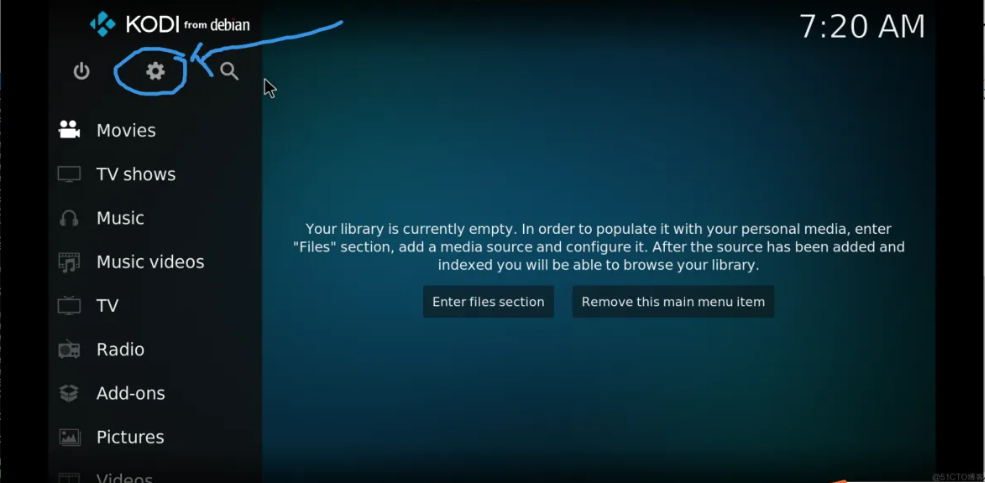 KODI from debian
7:20 AM
Movies
TV shows
Music
Music videos
TV
Radio
Add-ons
Pictures
Videos
Your library is currently empty. In order to populate it with your personal media, enter
"Files" section, add a media source and configure it. After the source has been added and
indexed you will be able to browse your library.
Enter files section
Remove this main menu item
@51CTO博客